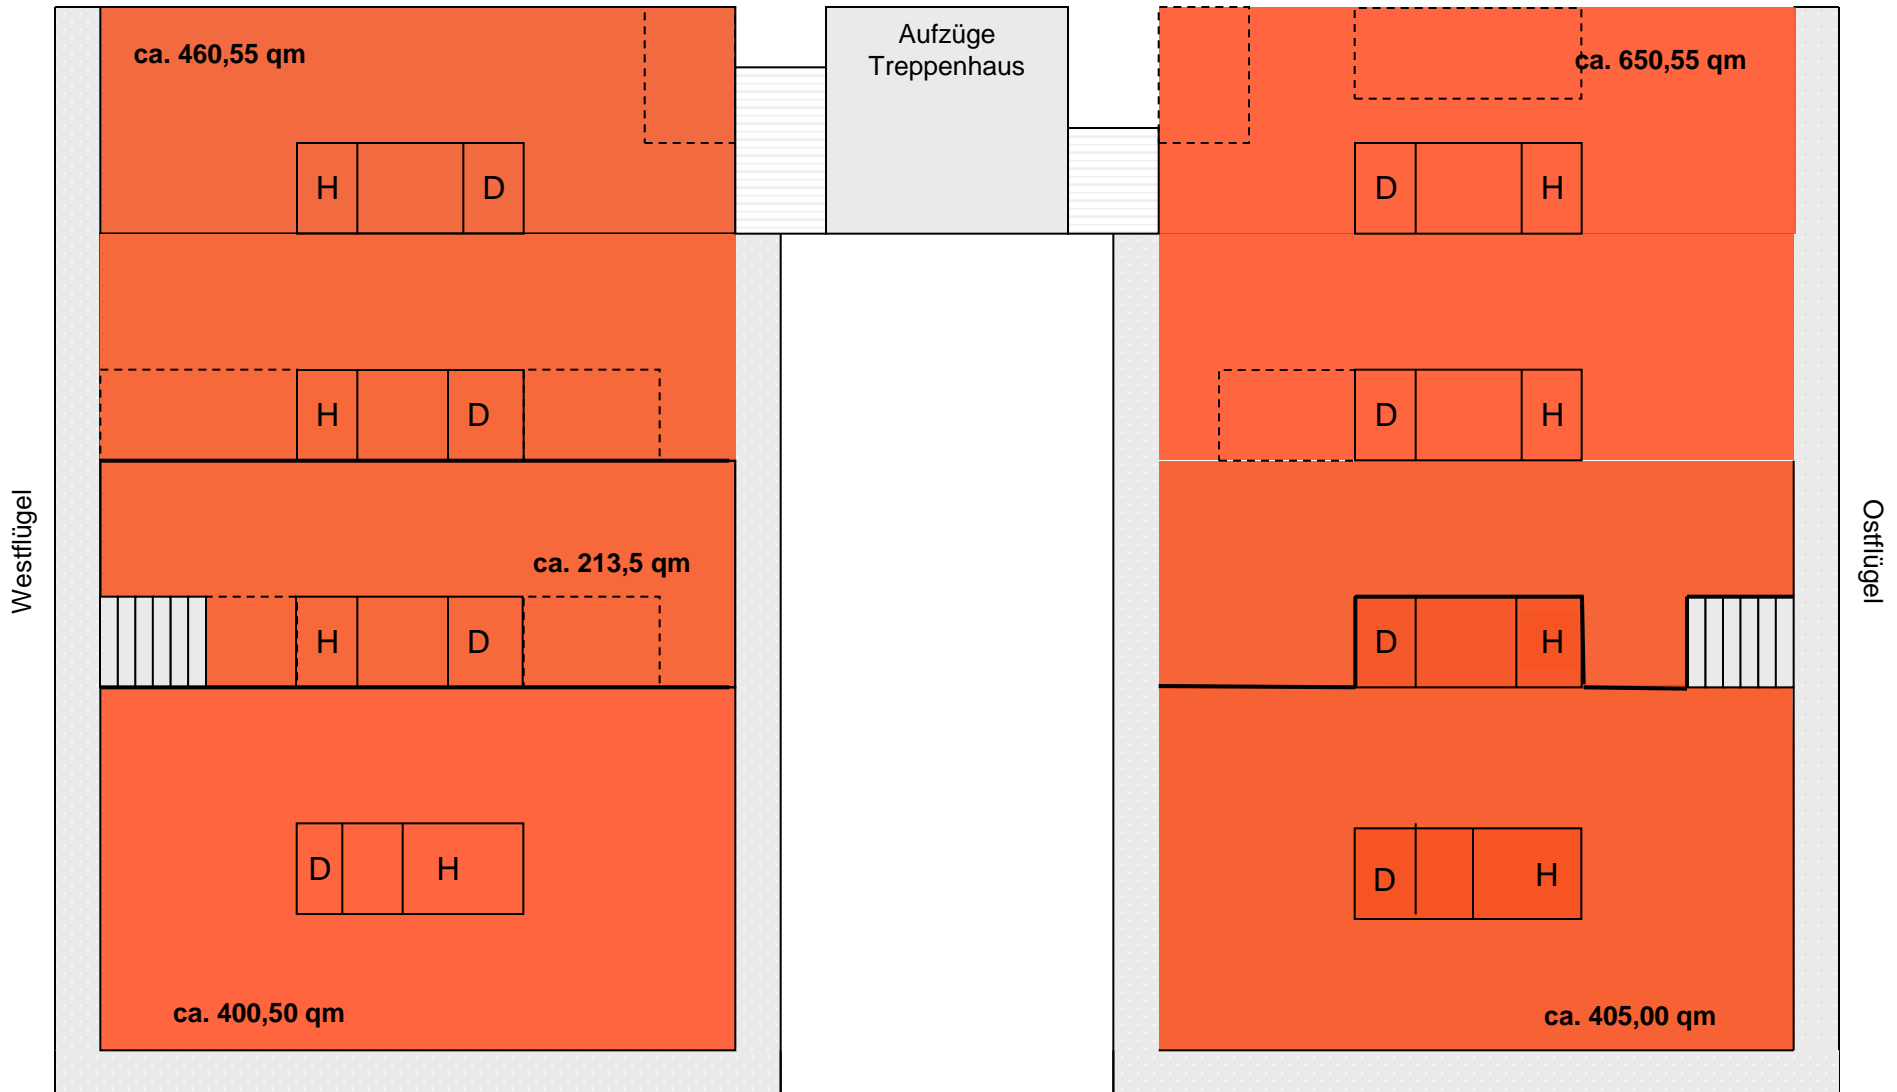 Aufzüge
Treppenhaus
ca. 460,55 qm
ca. 650,55 qm
H D
D H
H D
D H
Westflügel
Ostflügel
ca. 213,5 qm
H D
D H
D H
D H
ca. 400,50 qm
ca. 405,00 qm